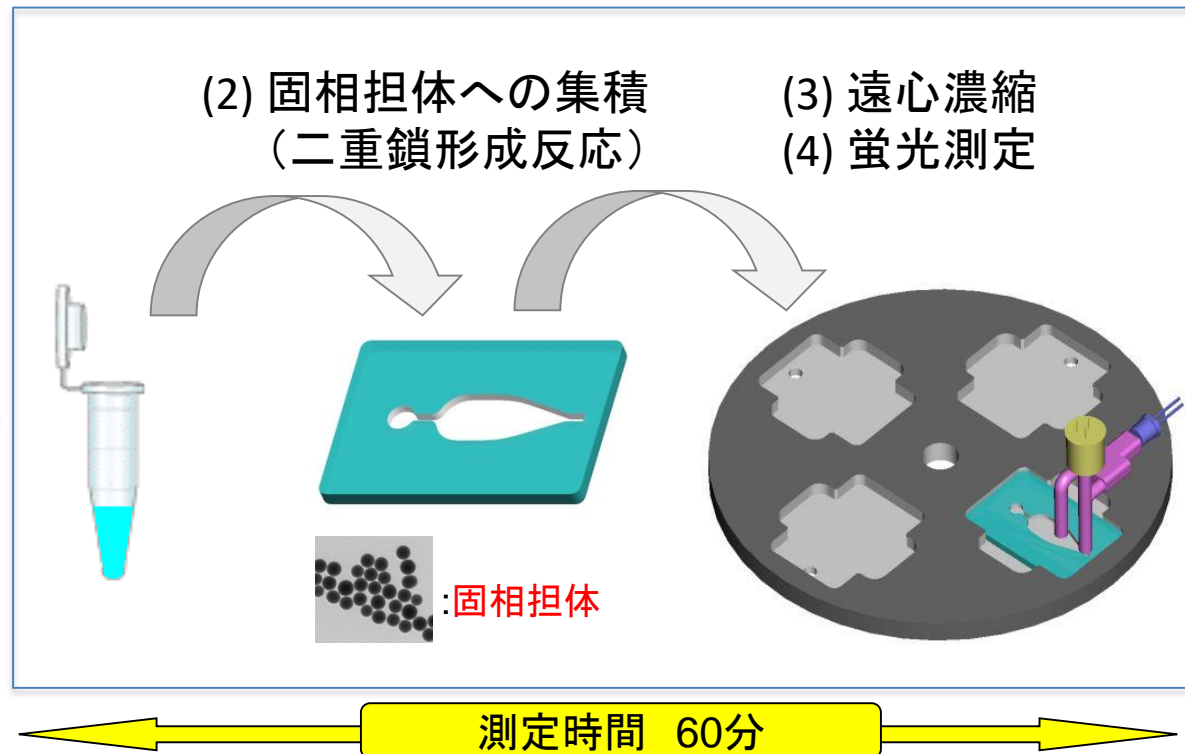 (2) 固相担体への集積
（二重鎖形成反応）
(3) 遠心濃縮
(4) 蛍光測定
:固相担体
測定時間 60分